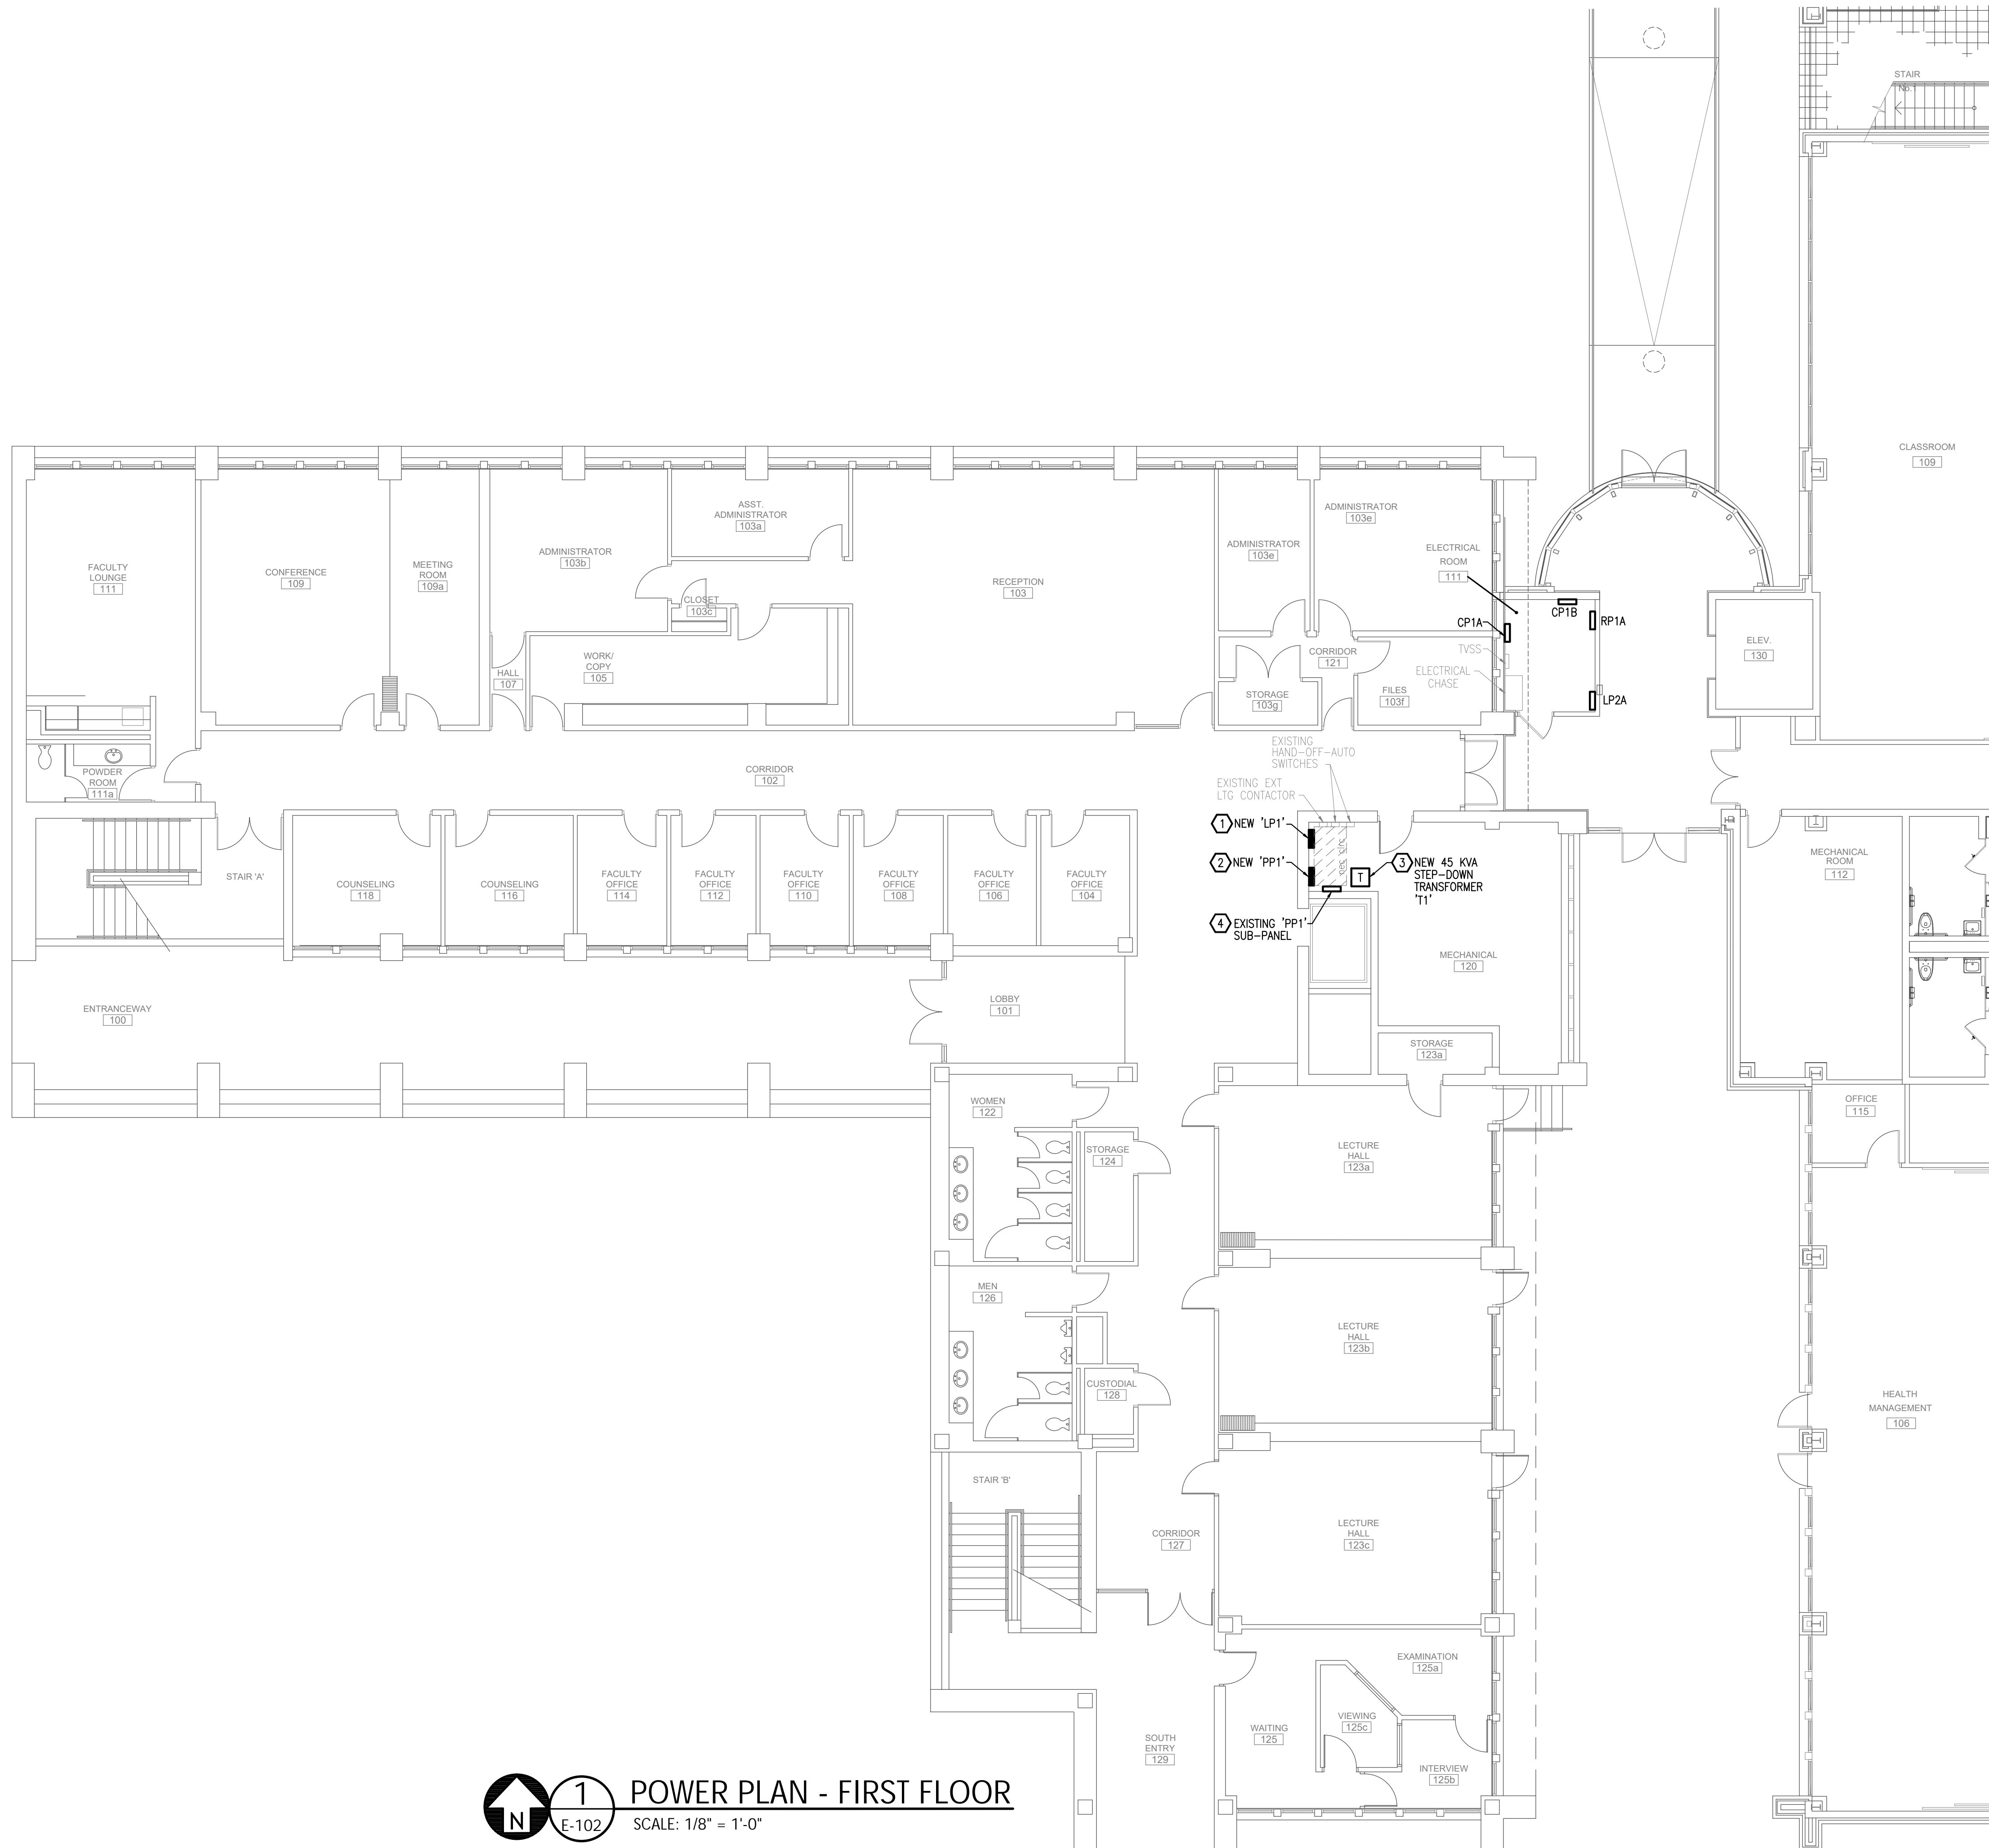 STAIR
No.1
CLASSROOM
109
ASST.
ADMINISTRATOR
103a
ADMINISTRATOR
103e
ADMINISTRATOR
103b
ADMINISTRATOR
103e
ELECTRICAL
ROOM
111
FACULTY
LOUNGE
111
CONFERENCE
109
MEETING
ROOM
109a
RECEPTION
103
CLOSET
103c
CP1B
CP1A
RP1A
TVSS
ELECTRICAL
CHASE
LP2A
ELEV.
130
WORK/
COPY
105
HALL
107
CORRIDOR
121
STORAGE
103g
FILES
103f
EXISTING
HAND-OFF-AUTO
SWITCHES
EXISTING EXT
LTG CONTACTOR
POWDER
ROOM
111a
CORRIDOR
102
1 NEW 'LP1'
2 NEW 'PP1'
3 NEW 45 KVA
STEP-DOWN
TRANSFORMER
'T1'
T
4 EXISTING 'PP1'
SUB-PANEL
STAIR 'A'
COUNSELING
118
COUNSELING
116
FACULTY
OFFICE
114
FACULTY
OFFICE
112
FACULTY
OFFICE
110
FACULTY
OFFICE
108
FACULTY
OFFICE
106
FACULTY
OFFICE
104
MECHANICAL
ROOM
112
MECHANICAL
120
ENTRANCEWAY
100
LOBBY
101
STORAGE
123a
WOMEN
122
OFFICE
115
STORAGE
124
LECTURE
HALL
123a
MEN
126
LECTURE
HALL
123b
CUSTODIAL
128
HEALTH
MANAGEMENT
106
STAIR 'B'
CORRIDOR
127
LECTURE
HALL
123c
EXAMINATION
125a
VIEWING
125c
WAITING
125
SOUTH
ENTRY
129
INTERVIEW
125b
N
1
E-102
POWER PLAN - FIRST FLOOR
SCALE: 1/8" = 1'-0"